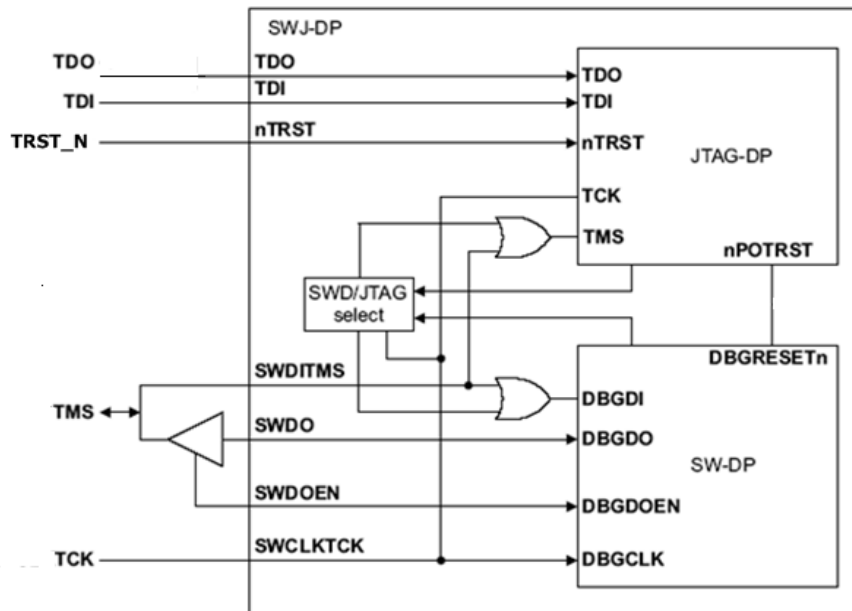 SWJ-DP
TDO TDO TDO
TDI TDI TDI
TRST_N nTRST nTRST
JTAG-DP
TCK
TMS
nPOTRST
SWD/JTAG
select
DBGRESETn
SWDITMS
DBGDI
TMS
SWDO DBGDO
SW-DP
SWDOEN DBGDOEN
TCK SWCLKTCK DBGCLK